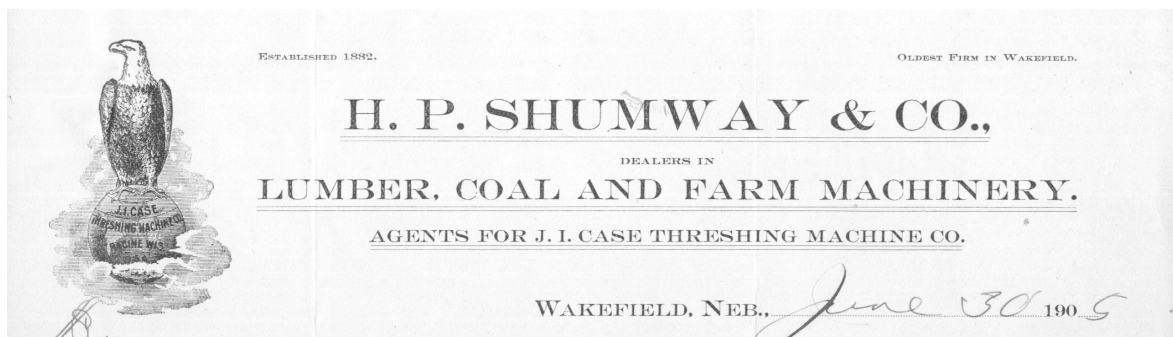 ESTABLISHED 1882.
OLDEST FIRM IN WAKEFIELD.
H. P. SHUMWAY & CO.,
DEALERS IN
LUMBER, COAL AND FARM MACHINERY.
AGENTS FOR J. I. CASE THRESHING MACHINE CO.
J.I. CASE
THRESHING MACHINE CO.
RACINE WIS.
WAKEFIELD, NEB., June 30 1905